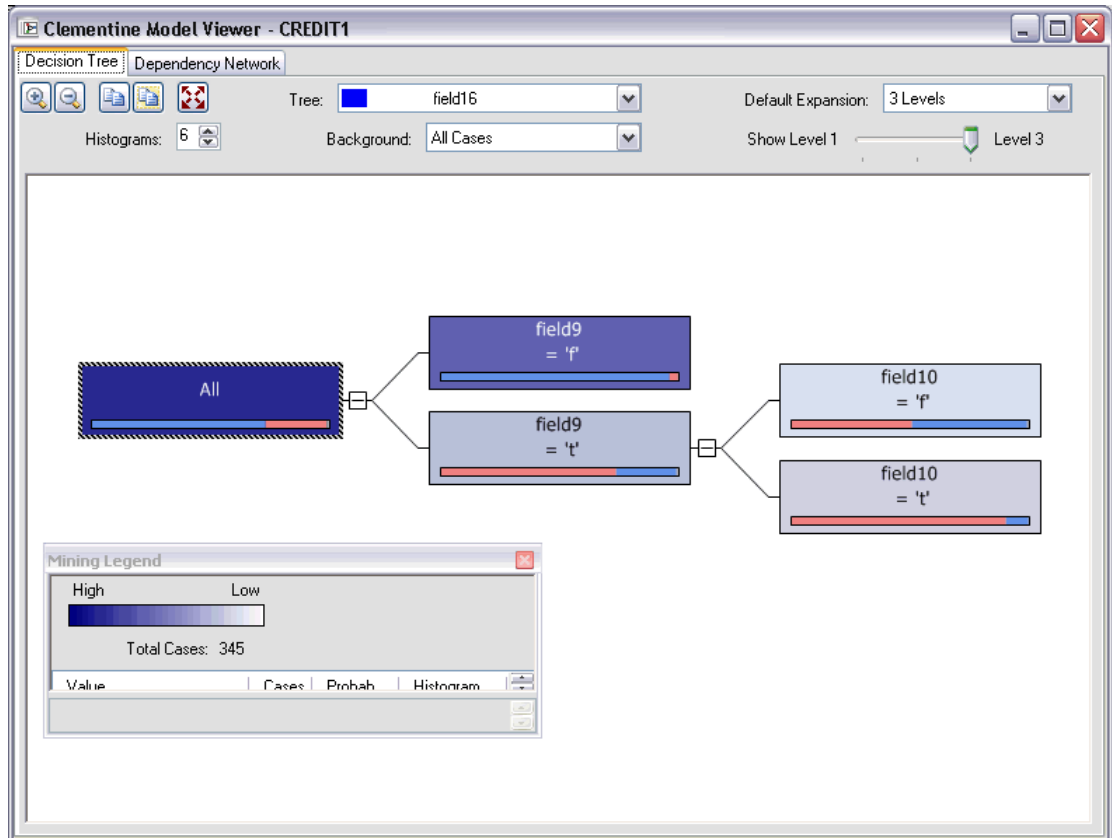 Clementine Model Viewer - CREDIT1
Decision Tree Dependency Network
Tree: field16 Default Expansion: 3 Levels
Histograms: 6 Background: All Cases Show Level 1 Level 3
field9
= 'f'
All
field10
= 'f'
field9
= 't'
field10
= 't'
Mining Legend
High Low
Total Cases: 345
Value Cases Probab Histogram